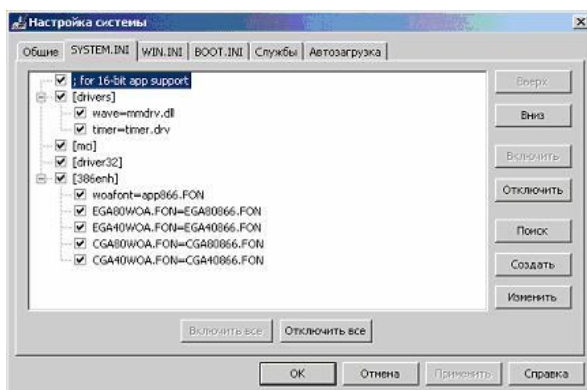 Настройка системы
Общие SYSTEM.INI WIN.INI BOOT.INI Службы Автозагрузка
; for 16-bit app support
[drivers]
wave=mmdrv.dll
timer=timer.drv
[mci]
[driver32]
[386enh]
woafont=app866.FON
EGA80WOA.FON=EGA80866.FON
EGA40WOA.FON=EGA40866.FON
CGA80WOA.FON=CGA80866.FON
CGA40WOA.FON=CGA40866.FON
Вверх
Вниз
Включить
Отключить
Поиск
Создать
Изменить
Включить все Отключить все
OK Отмена Применить Справка